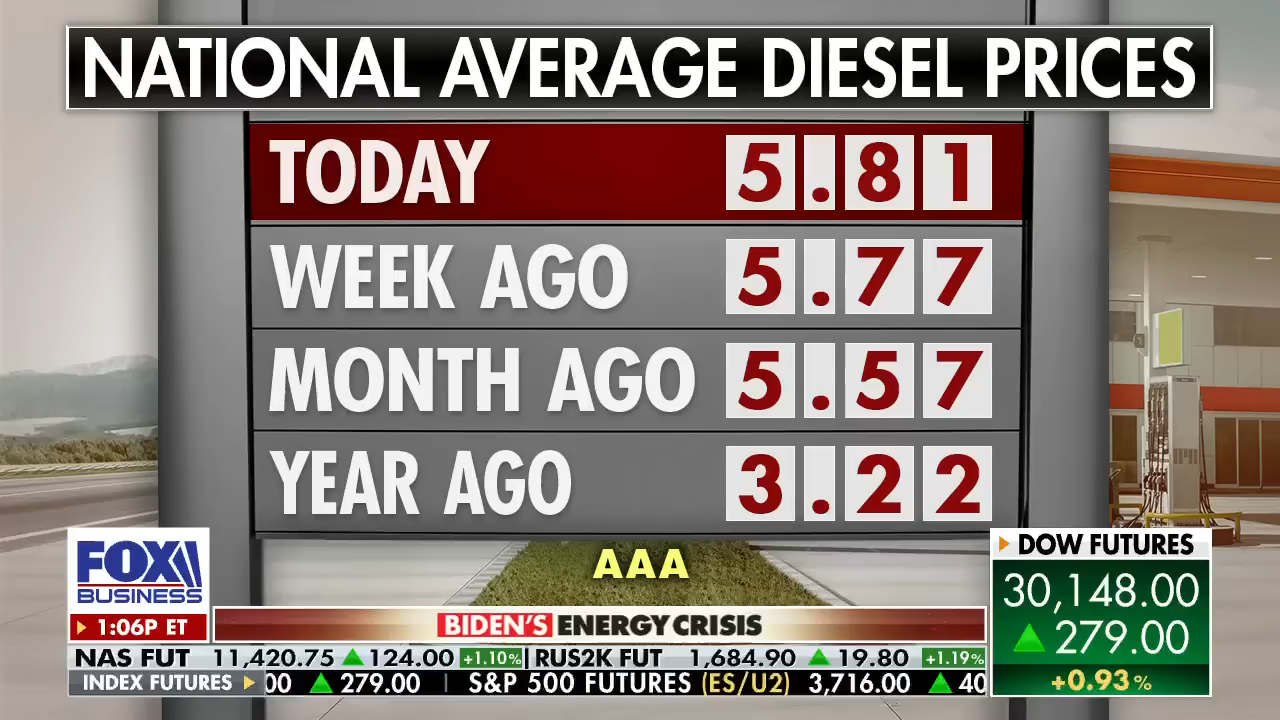 NATIONAL AVERAGE DIESEL PRICES
TODAY 5.81
WEEK AGO 5.77
MONTH AGO 5.57
YEAR AGO 3.22
AAA
FOX BUSINESS
1:06P ET
BIDEN'S ENERGY CRISIS
DOW FUTURES
30,148.00
279.00
+0.93%
NAS FUT 11,420.75 124.00 +1.10% RUS2K FUT 1,684.90 19.80 +1.19%
INDEX FUTURES 00 279.00 S&P 500 FUTURES (ES/U2) 3,716.00 40